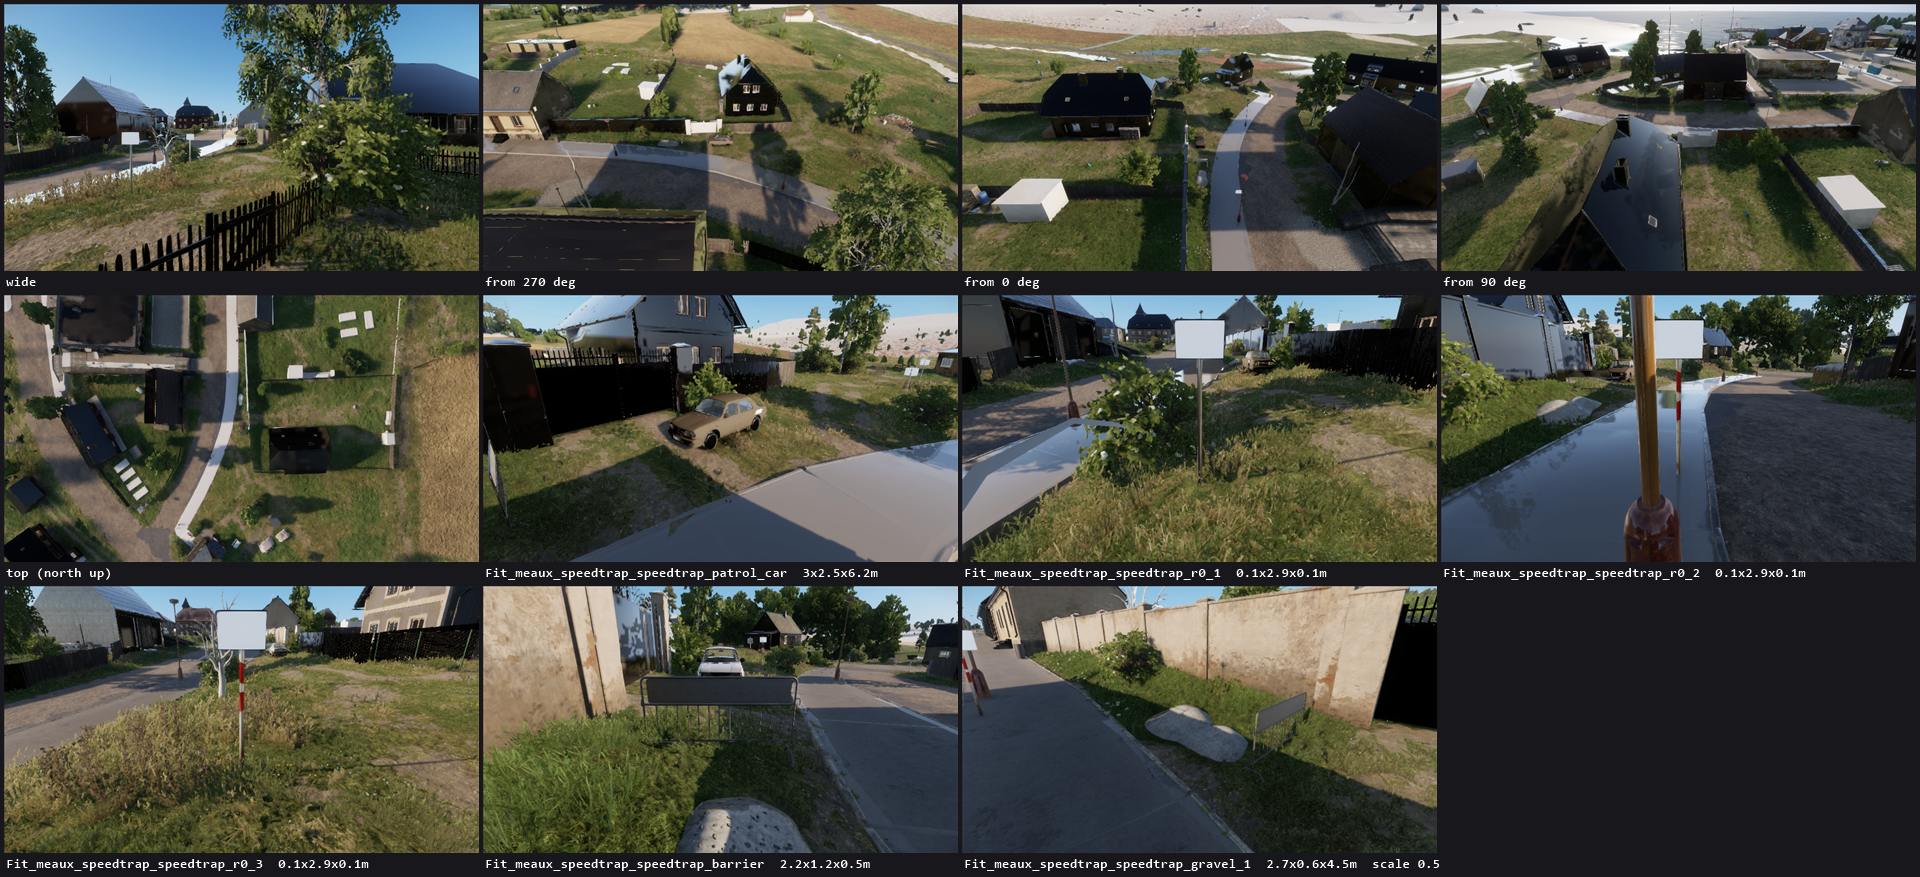 wide
from 270 deg
from 0 deg
from 90 deg
top (north up)
Fit_meaux_speedtrap_speedtrap_patrol_car  3x2.5x6.2m
Fit_meaux_speedtrap_speedtrap_r0_1  0.1x2.9x0.1m
Fit_meaux_speedtrap_speedtrap_r0_2  0.1x2.9x0.1m
Fit_meaux_speedtrap_speedtrap_r0_3  0.1x2.9x0.1m
Fit_meaux_speedtrap_speedtrap_barrier  2.2x1.2x0.5m
Fit_meaux_speedtrap_speedtrap_gravel_1  2.7x0.6x4.5m  scale 0.5